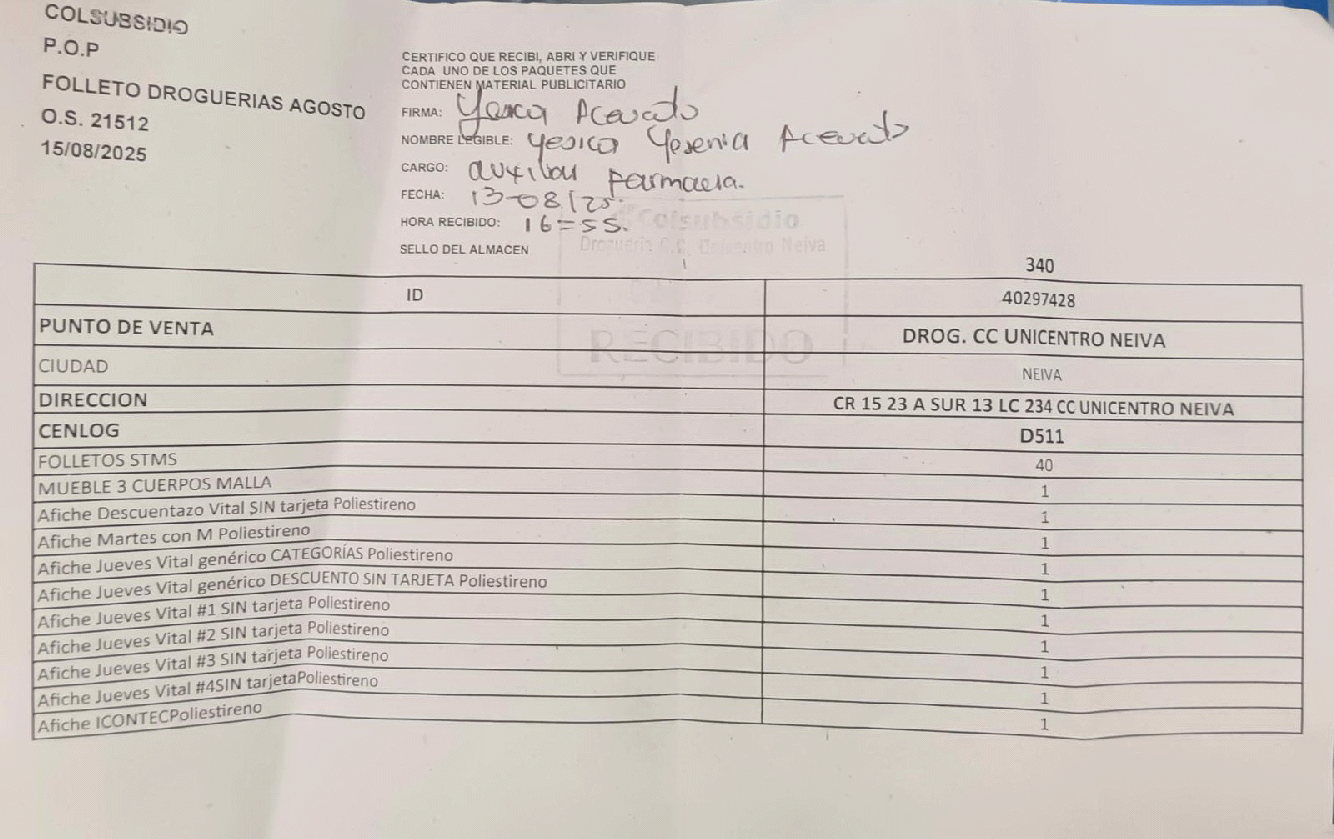 COLSUBSIDIO
P.O.P
FOLLETO DROGUERIAS AGOSTO
O.S. 21512
15/08/2025
CERTIFICO QUE RECIBI, ABRI Y VERIFIQUE
CADA UNO DE LOS PAQUETES QUE
CONTIENEN MATERIAL PUBLICITARIO
FIRMA: Yesica Acevedo
NOMBRE LEGIBLE: Yesica Yesenia Acevedo
CARGO: auxiliar farmacia.
FECHA: 13-08/25.
HORA RECIBIDO: 16=55.
SELLO DEL ALMACEN
Colsubsidio
Drogueria C.C. Unicentro Neiva
RECIBIDO
340
ID 40297428
PUNTO DE VENTA DROG. CC UNICENTRO NEIVA
CIUDAD NEIVA
DIRECCION CR 15 23 A SUR 13 LC 234 CC UNICENTRO NEIVA
CENLOG D511
FOLLETOS STMS 40
MUEBLE 3 CUERPOS MALLA 1
Afiche Descuentazo Vital SIN tarjeta Poliestireno 1
Afiche Martes con M Poliestireno 1
Afiche Jueves Vital genérico CATEGORÍAS Poliestireno 1
Afiche Jueves Vital genérico DESCUENTO SIN TARJETA Poliestireno 1
Afiche Jueves Vital #1 SIN tarjeta Poliestireno 1
Afiche Jueves Vital #2 SIN tarjeta Poliestireno 1
Afiche Jueves Vital #3 SIN tarjeta Poliestireno 1
Afiche Jueves Vital #4SIN tarjetaPoliestireno 1
Afiche ICONTECPoliestireno 1